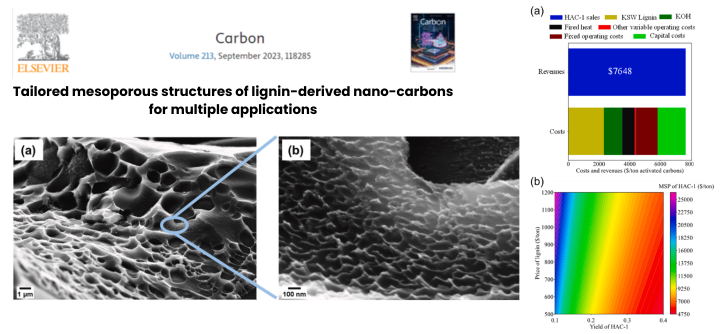 ELSEVIER
Carbon
Volume 213, September 2023, 118285
Carbon
Tailored mesoporous structures of lignin-derived nano-carbons
for multiple applications
(a)
1 µm
(b)
100 nm
(a)
HAC-1 sales
KSW Lignin
KOH
Fired heat
Other variable operating costs
Fixed operating costs
Capital costs
Revenues
$7648
Costs
0
2000
4000
6000
8000
Costs and revenues ($/ton activated carbons)
(b)
MSP of HAC-1 ($/ton)
Price of lignin ($/ton)
1200
1100
1000
900
800
700
600
500
0.1
0.2
0.3
0.4
Yield of HAC-1
25000
22750
20500
18250
16000
13750
11500
9250
7000
4750